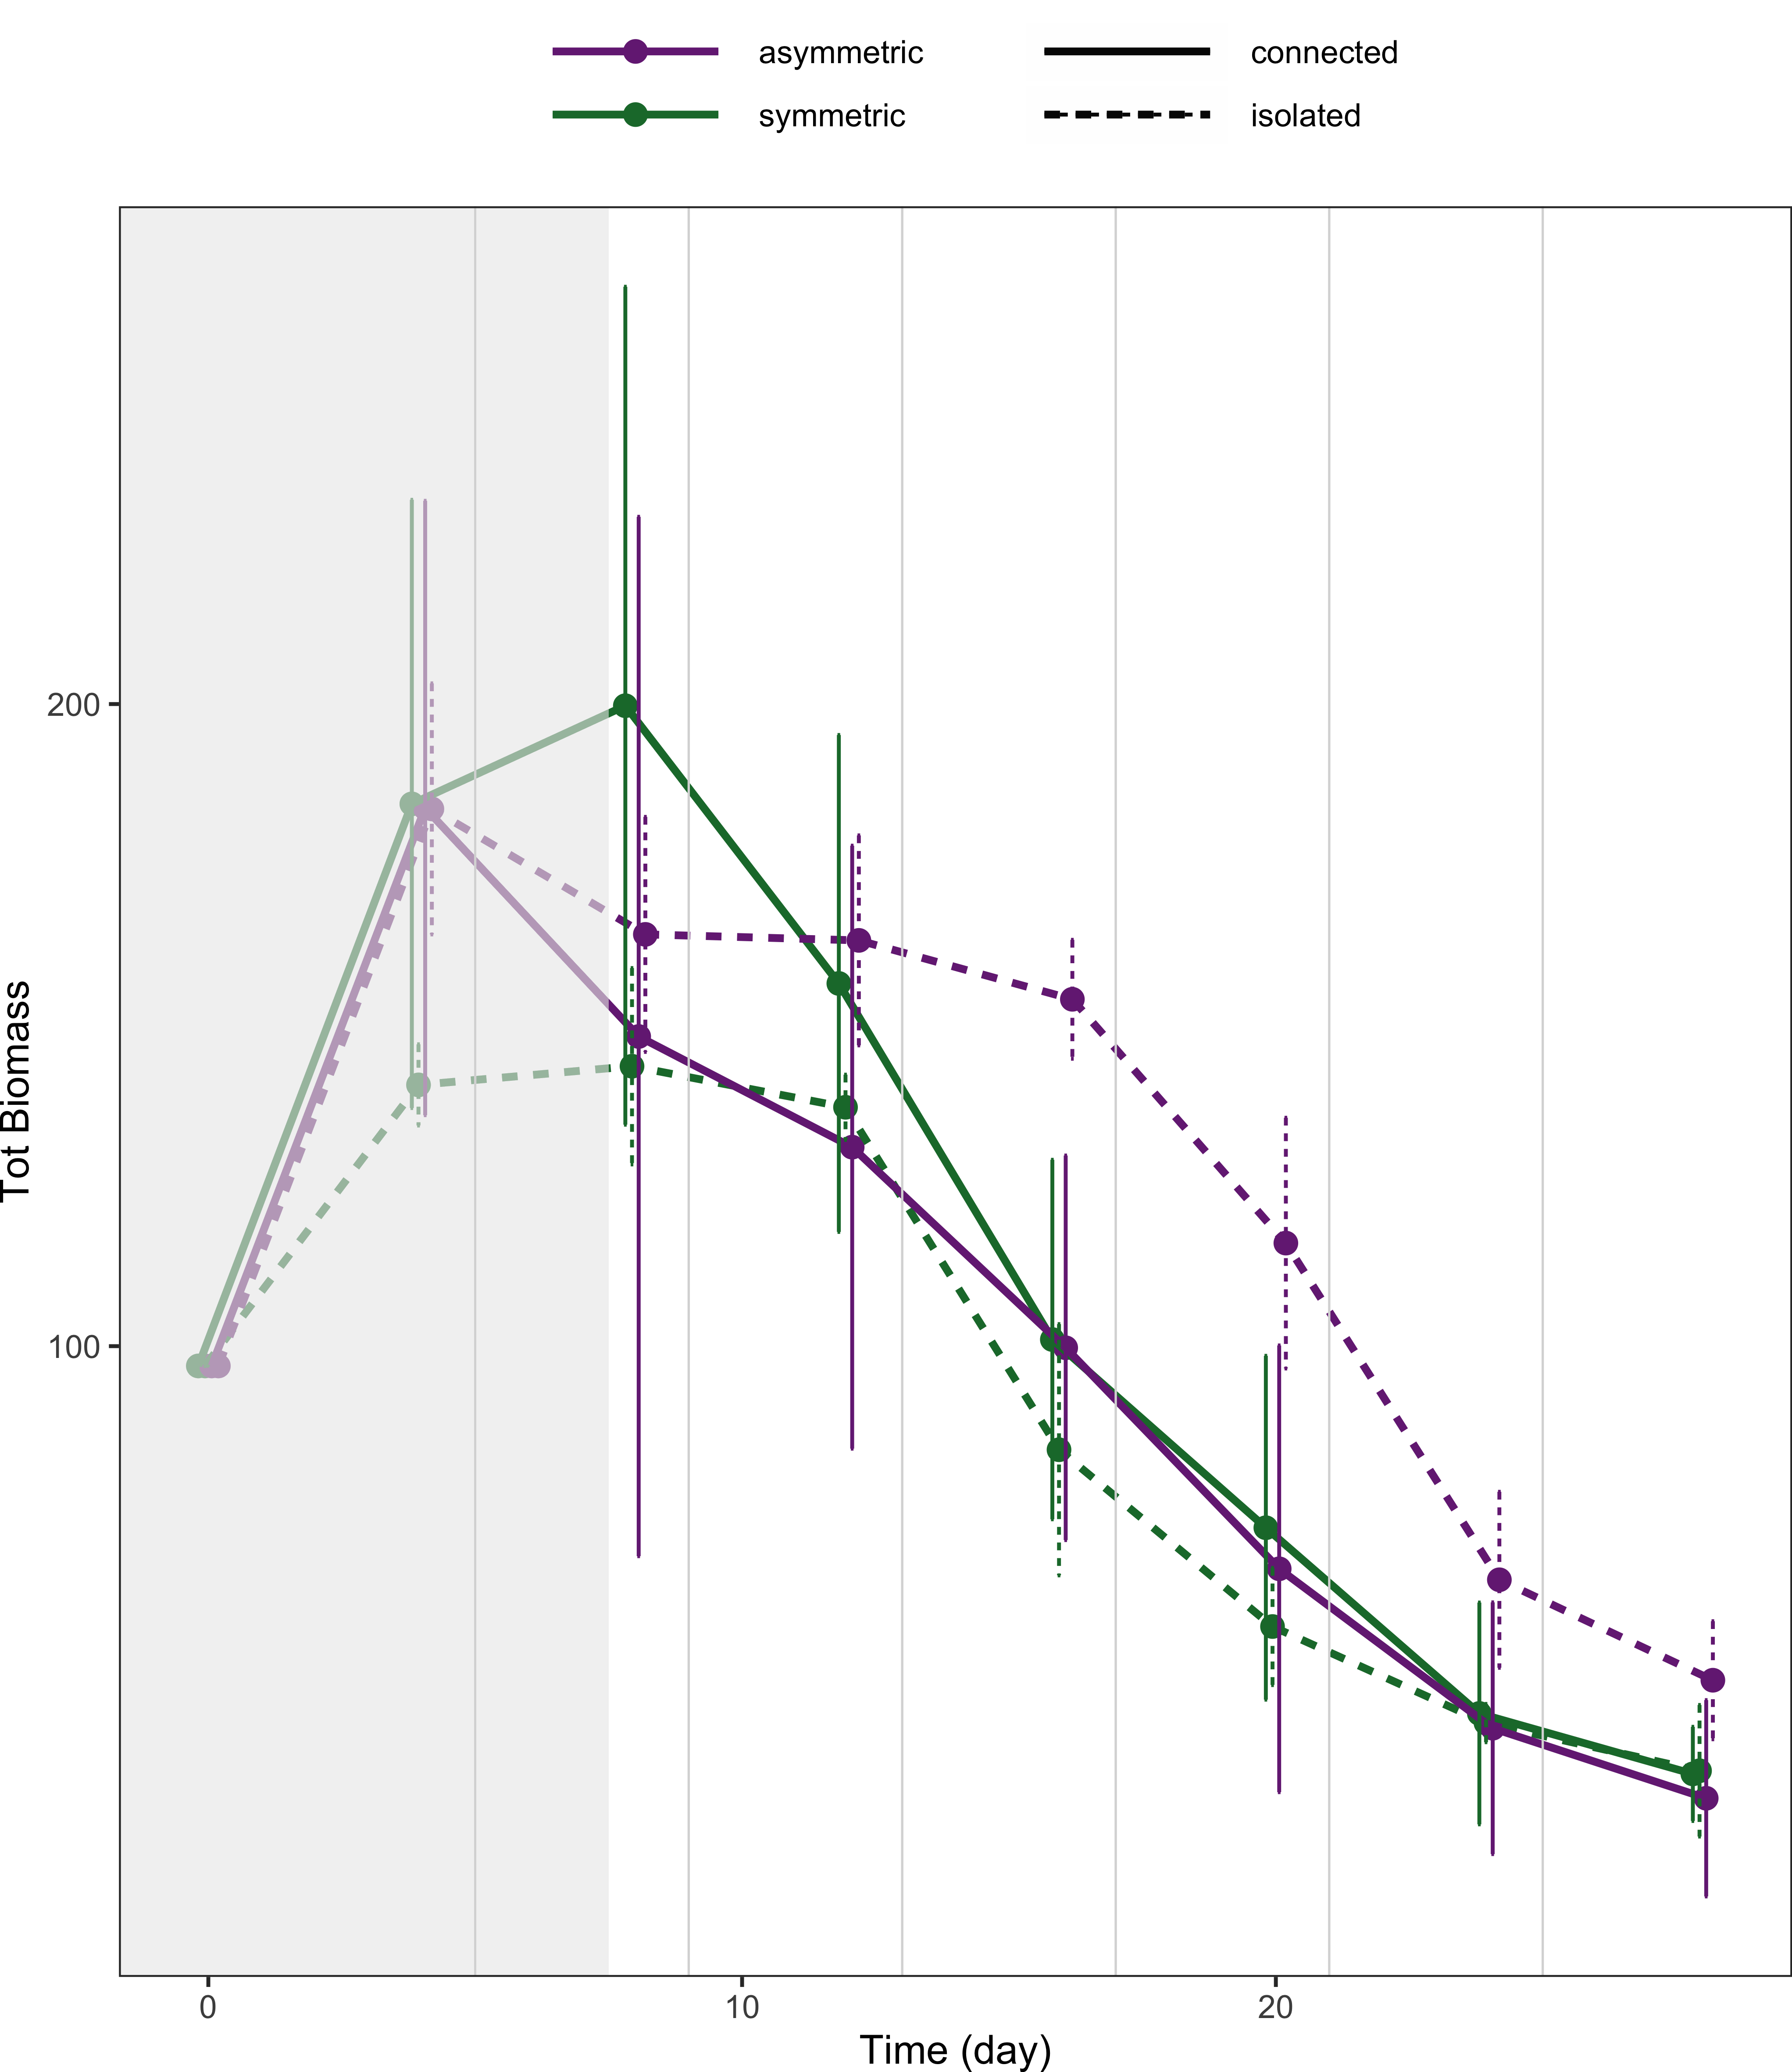 asymmetric
connected
symmetric
isolated
200
100
Tot Biomass
0
10
20
Time (day)